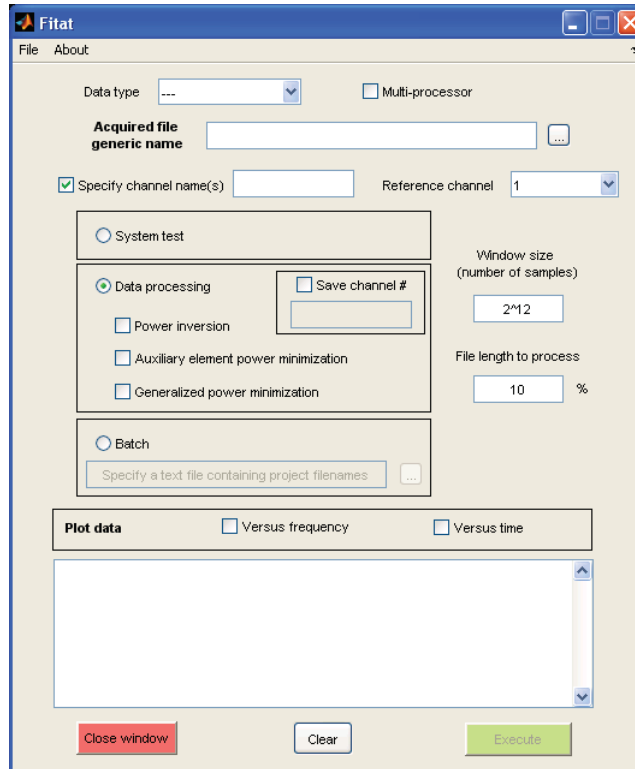 Fitat
File About ?
Data type --- Multi-processor
Acquired file
generic name ...
Specify channel name(s) Reference channel 1
System test
Window size
(number of samples)
Data processing Save channel #
2^12
Power inversion
Auxiliary element power minimization File length to process
Generalized power minimization 10 %
Batch
Specify a text file containing project filenames ...
Plot data Versus frequency Versus time
Close window Clear Execute